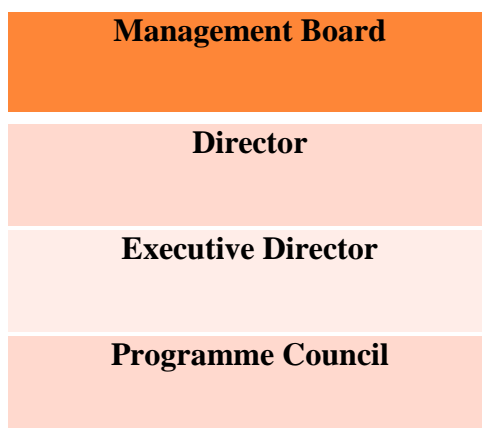 Management Board
Director
Executive Director
Programme Council